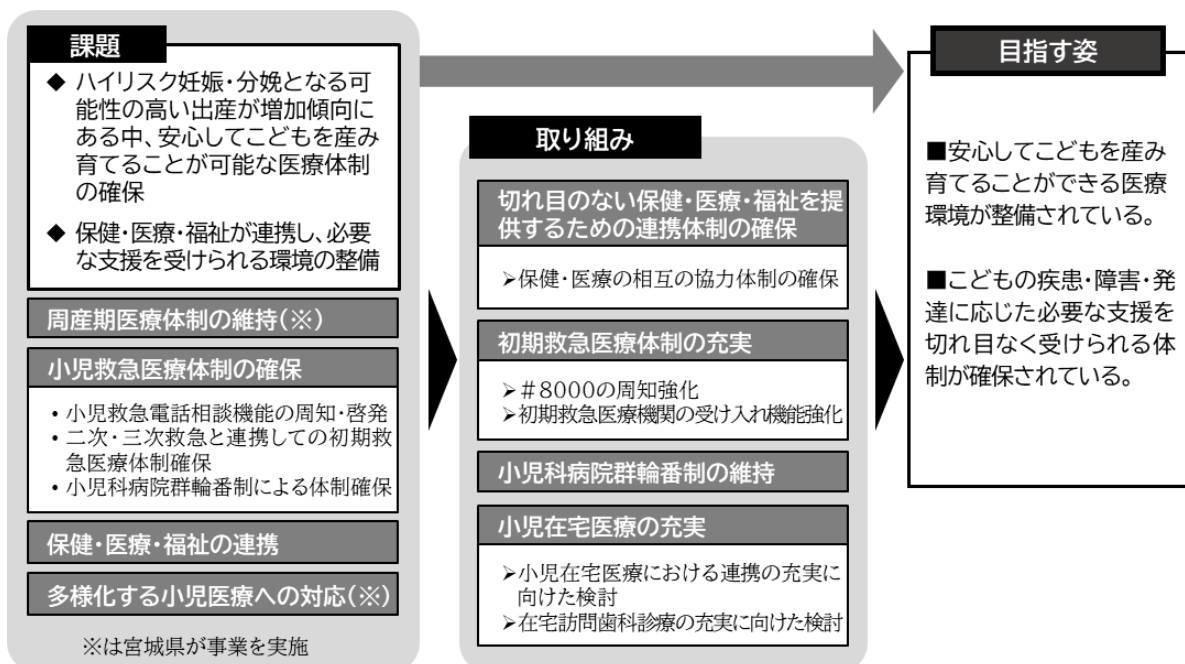 課題
◆ ハイリスク妊娠・分娩となる可
能性の高い出産が増加傾向に
ある中、安心してこどもを産み
育てることが可能な医療体制
の確保
◆ 保健・医療・福祉が連携し、必要
な支援を受けられる環境の整備
周産期医療体制の維持(※)
小児救急医療体制の確保
・小児救急電話相談機能の周知・啓発
・二次・三次救急と連携しての初期救
急医療体制確保
・小児科病院群輪番制による体制確保
保健・医療・福祉の連携
多様化する小児医療への対応(※)
※は宮城県が事業を実施
取り組み
切れ目のない保健・医療・福祉を提
供するための連携体制の確保
➢保健・医療の相互の協力体制の確保
初期救急医療体制の充実
➢#8000の周知強化
➢初期救急医療機関の受け入れ機能強化
小児科病院群輪番制の維持
小児在宅医療の充実
➢小児在宅医療における連携の充実に
向けた検討
➢在宅訪問歯科診療の充実に向けた検討
目指す姿
■安心してこどもを産み
育てることができる医療
環境が整備されている。
■こどもの疾患・障害・発
達に応じた必要な支援を
切れ目なく受けられる体
制が確保されている。